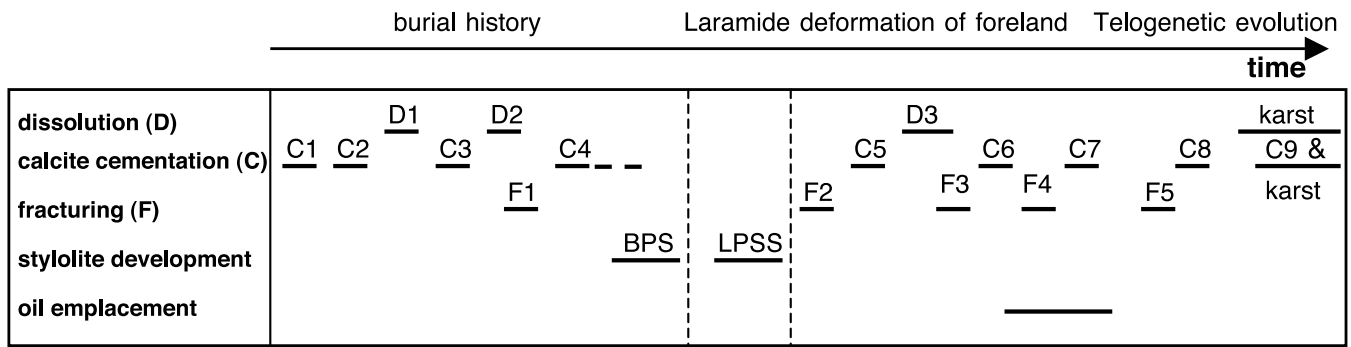 burial history Laramide deformation of foreland Telogenetic evolution
time
dissolution (D) D1 D2 D3 karst
calcite cementation (C) C1 C2 C3 C4 C5 C6 C7 C8 C9 &
fracturing (F) F1 F2 F3 F4 F5 karst
stylolite development BPS LPSS
oil emplacement